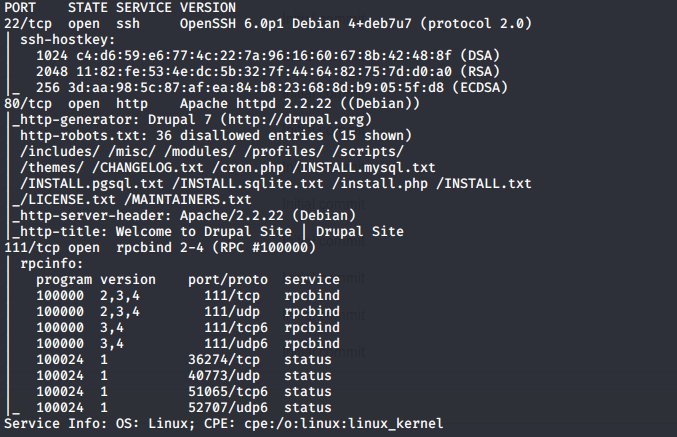 PORT    STATE SERVICE VERSION
22/tcp  open  ssh     OpenSSH 6.0p1 Debian 4+deb7u7 (protocol 2.0)
| ssh-hostkey:
|   1024 c4:d6:59:e6:77:4c:22:7a:96:16:60:67:8b:42:48:8f (DSA)
|   2048 11:82:fe:53:4e:dc:5b:32:7f:44:64:82:75:7d:d0:a0 (RSA)
|_  256 3d:aa:98:5c:87:af:ea:84:b8:23:68:8d:b9:05:5f:d8 (ECDSA)
80/tcp  open  http    Apache httpd 2.2.22 ((Debian))
|_http-generator: Drupal 7 (http://drupal.org)
| http-robots.txt: 36 disallowed entries (15 shown)
| /includes/ /misc/ /modules/ /profiles/ /scripts/
| /themes/ /CHANGELOG.txt /cron.php /INSTALL.mysql.txt
| /INSTALL.pgsql.txt /INSTALL.sqlite.txt /install.php /INSTALL.txt
|_/LICENSE.txt /MAINTAINERS.txt
|_http-server-header: Apache/2.2.22 (Debian)
|_http-title: Welcome to Drupal Site | Drupal Site
111/tcp open  rpcbind 2-4 (RPC #100000)
| rpcinfo:
|   program version    port/proto  service
|   100000  2,3,4        111/tcp   rpcbind
|   100000  2,3,4        111/udp   rpcbind
|   100000  3,4          111/tcp6  rpcbind
|   100000  3,4          111/udp6  rpcbind
|   100024  1          36274/tcp   status
|   100024  1          40773/udp   status
|   100024  1          51065/tcp6  status
|_  100024  1          52707/udp6  status
Service Info: OS: Linux; CPE: cpe:/o:linux:linux_kernel